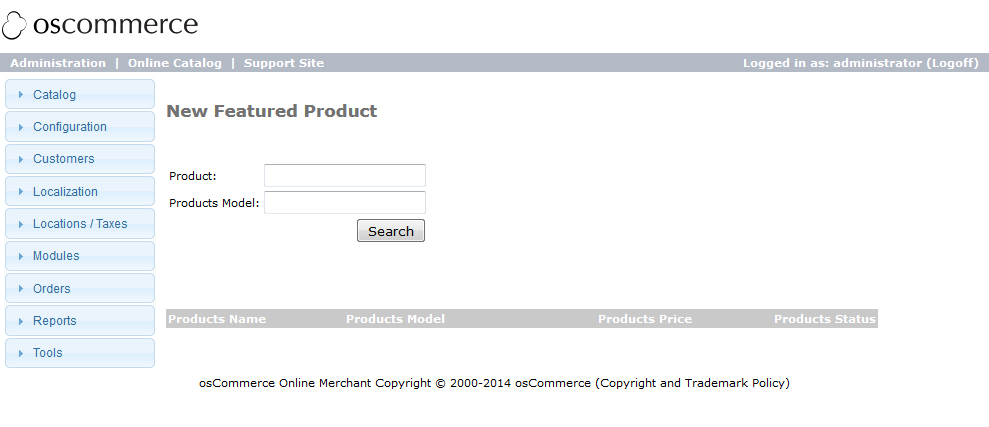 oscommerce
Administration | Online Catalog | Support Site
Logged in as: administrator (Logoff)
Catalog
Configuration
Customers
Localization
Locations / Taxes
Modules
Orders
Reports
Tools
New Featured Product
Product:
Products Model:
Search
Products Name Products Model Products Price Products Status
osCommerce Online Merchant Copyright © 2000-2014 osCommerce (Copyright and Trademark Policy)